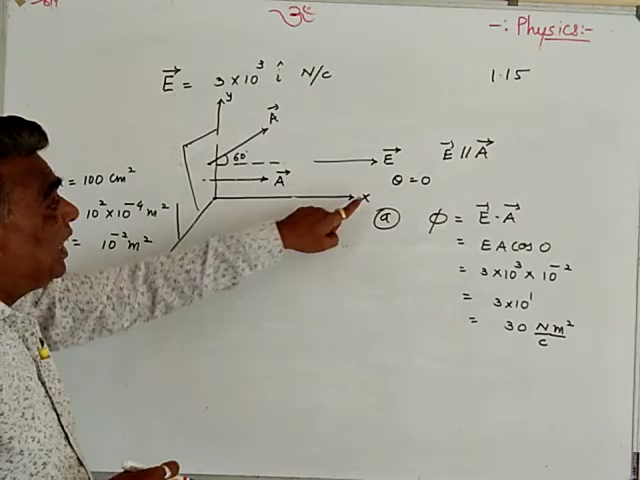 -: Physics:-
E⃗ = 3×10³ î N/C
1.15
y
A⃗
60°
E⃗
E⃗ // A⃗
A⃗
θ = 0
= 100 cm²
10² × 10⁻⁴ m²
= 10⁻² m²
x
ⓐ ϕ = E⃗ · A⃗
= E A cos 0
= 3×10³ × 10⁻²
= 3×10¹
= 30 Nm²/C